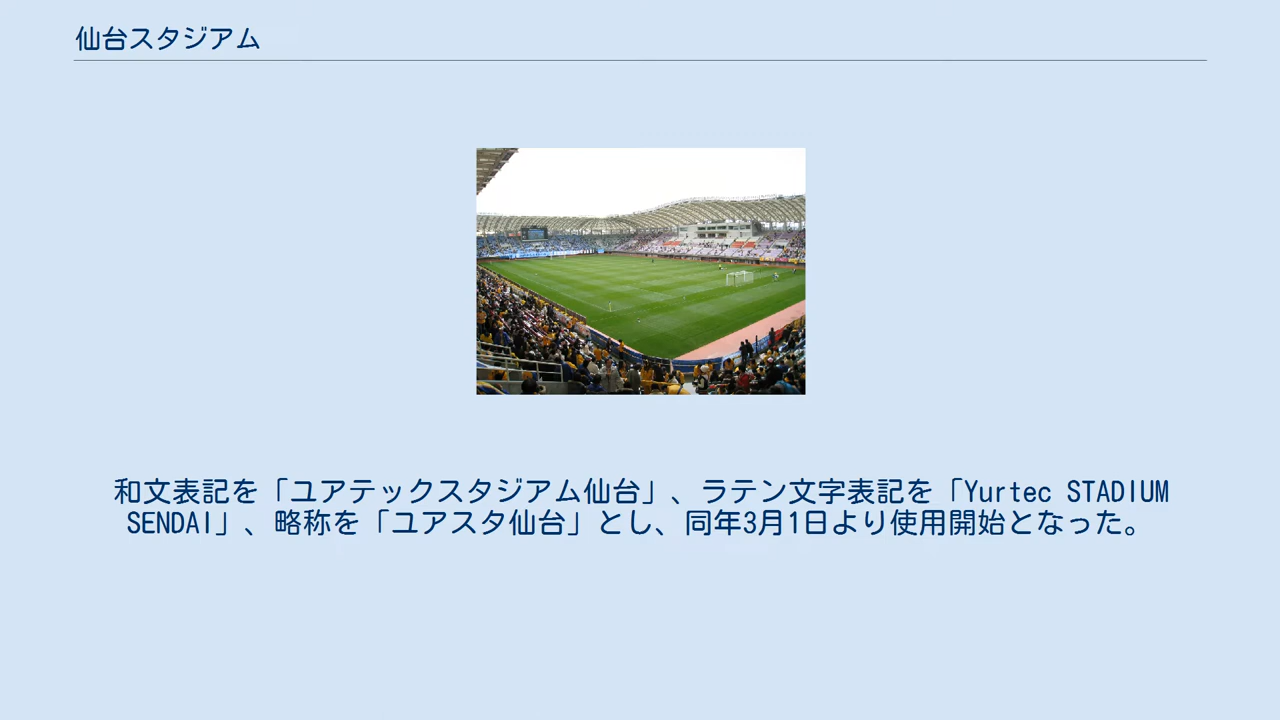 仙台スタジアム
和文表記を「ユアテックスタジアム仙台」、ラテン文字表記を「Yurtec STADIUM
SENDAI」、略称を「ユアスタ仙台」とし、同年3月1日より使用開始となった。